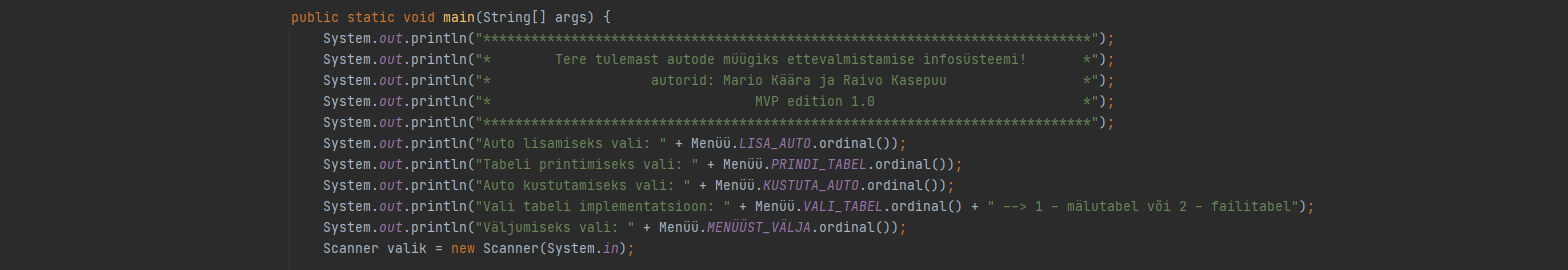 public static void main(String[] args) {
System.out.println("****************************************************************************");
System.out.println("*        Tere tulemast autode müügiks ettevalmistamise infosüsteemi!       *");
System.out.println("*                    autorid: Mario Käära ja Raivo Kasepuu                 *");
System.out.println("*                                 MVP edition 1.0                          *");
System.out.println("****************************************************************************");
System.out.println("Auto lisamiseks vali: " + Menüü.LISA_AUTO.ordinal());
System.out.println("Tabeli printimiseks vali: " + Menüü.PRINDI_TABEL.ordinal());
System.out.println("Auto kustutamiseks vali: " + Menüü.KUSTUTA_AUTO.ordinal());
System.out.println("Vali tabeli implementatsioon: " + Menüü.VALI_TABEL.ordinal() + " --> 1 - mälutabel või 2 - failitabel");
System.out.println("Väljumiseks vali: " + Menüü.MENÜÜST_VÄLJA.ordinal());
Scanner valik = new Scanner(System.in);